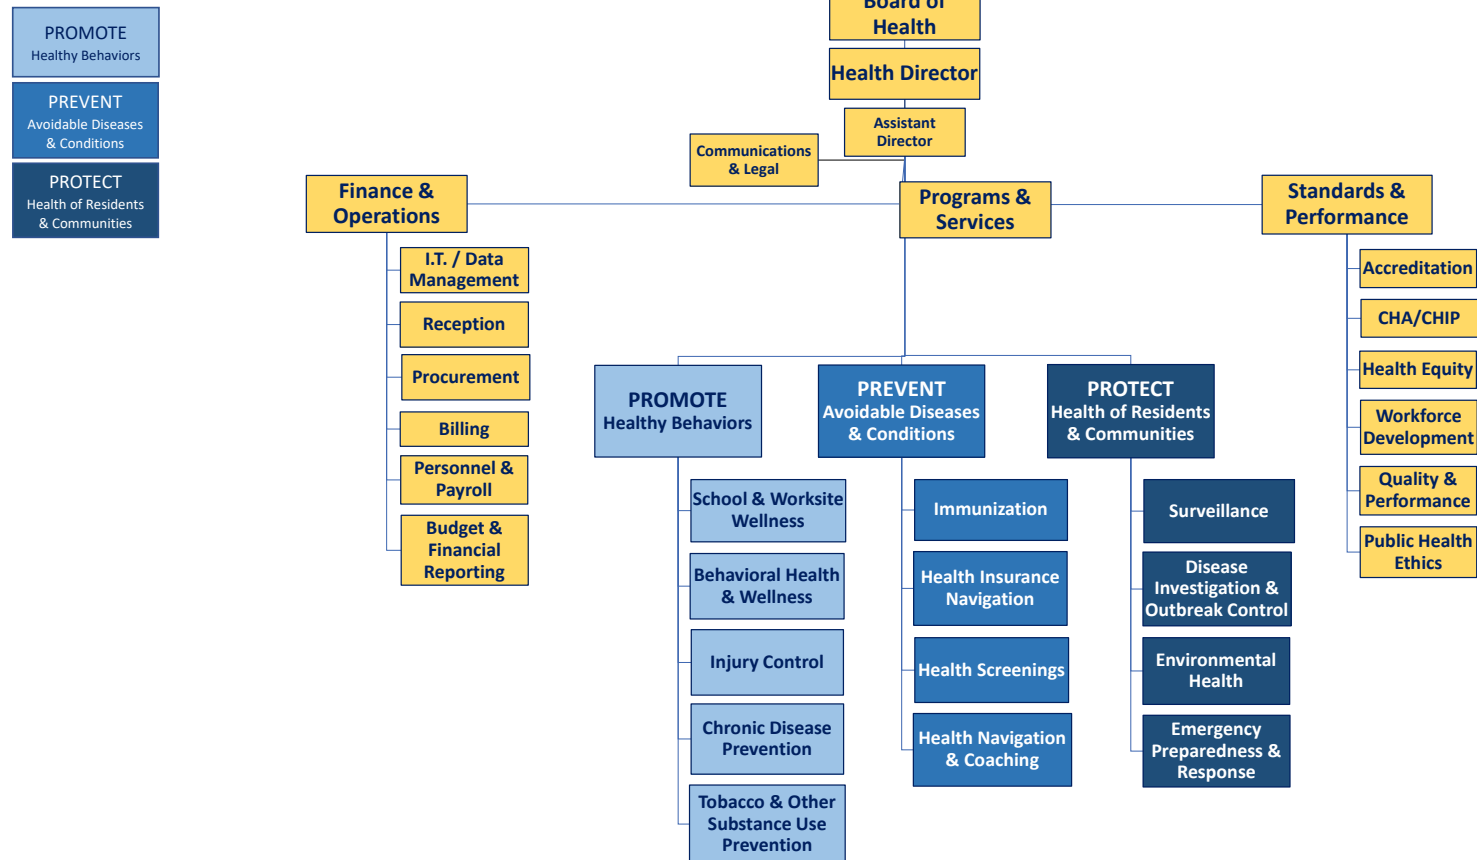 PROMOTE
Healthy Behaviors
PREVENT
Avoidable Diseases
& Conditions
PROTECT
Health of Residents
& Communities
Board of
Health
Health Director
Assistant
Director
Communications
& Legal
Finance &
Operations
Programs &
Services
Standards &
Performance
I.T. / Data
Management
Reception
Procurement
Billing
Personnel &
Payroll
Budget &
Financial
Reporting
PROMOTE
Healthy Behaviors
School & Worksite
Wellness
Behavioral Health
& Wellness
Injury Control
Chronic Disease
Prevention
Tobacco & Other
Substance Use
Prevention
PREVENT
Avoidable Diseases
& Conditions
Immunization
Health Insurance
Navigation
Health Screenings
Health Navigation
& Coaching
PROTECT
Health of Residents
& Communities
Surveillance
Disease
Investigation &
Outbreak Control
Environmental
Health
Emergency
Preparedness &
Response
Accreditation
CHA/CHIP
Health Equity
Workforce
Development
Quality &
Performance
Public Health
Ethics